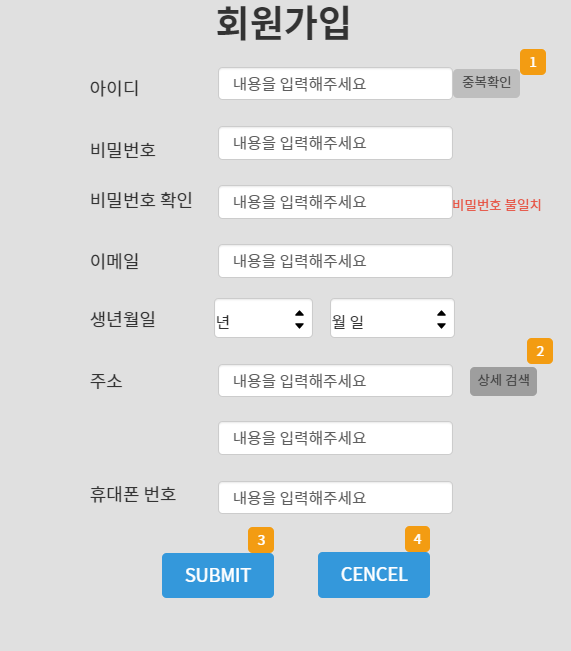 회원가입
1
아이디 내용을 입력해주세요 중복확인
비밀번호 내용을 입력해주세요
비밀번호 확인 내용을 입력해주세요 비밀번호 불일치
이메일 내용을 입력해주세요
생년월일 년 월 일
2
주소 내용을 입력해주세요 상세 검색
내용을 입력해주세요
휴대폰 번호 내용을 입력해주세요
3 4
SUBMIT CENCEL